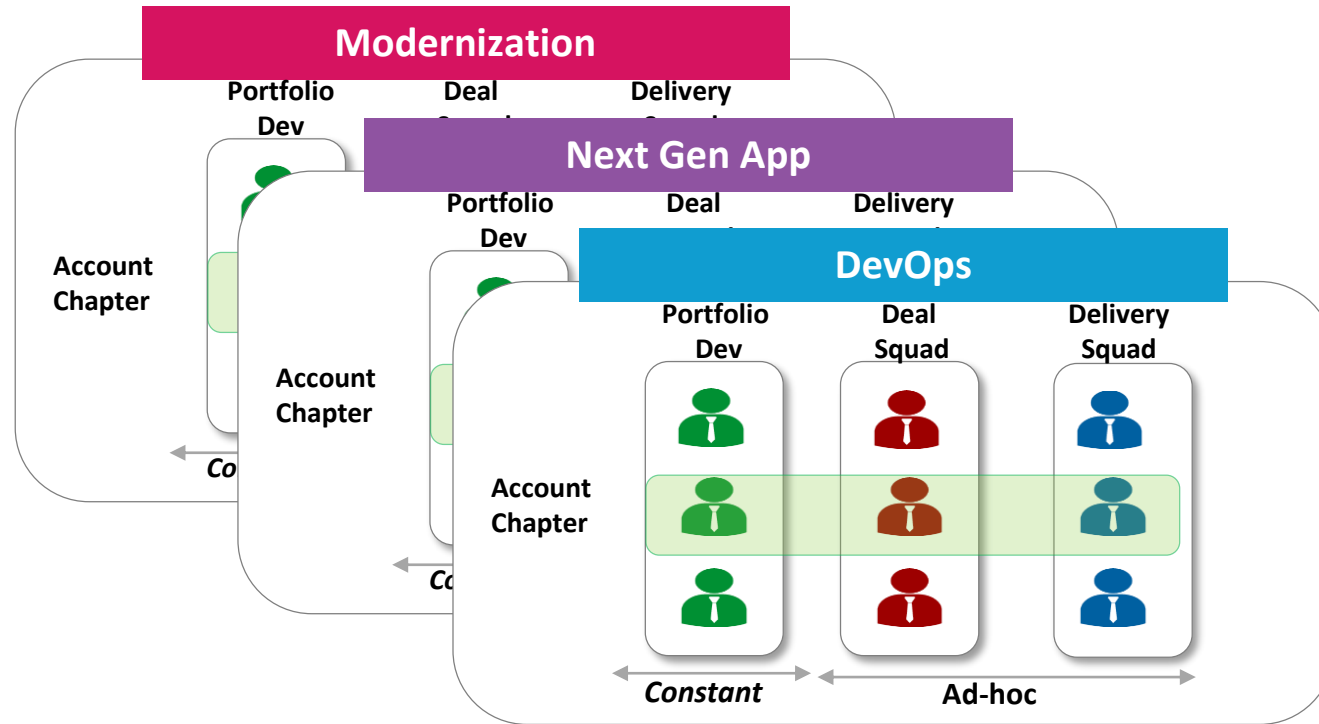 Modernization
Portfolio
Dev
Deal
Delivery
Account
Chapter
Next Gen App
Portfolio
Dev
Deal
Delivery
Account
Chapter
DevOps
Portfolio
Dev
Deal
Squad
Delivery
Squad
Account
Chapter
Constant
Ad-hoc